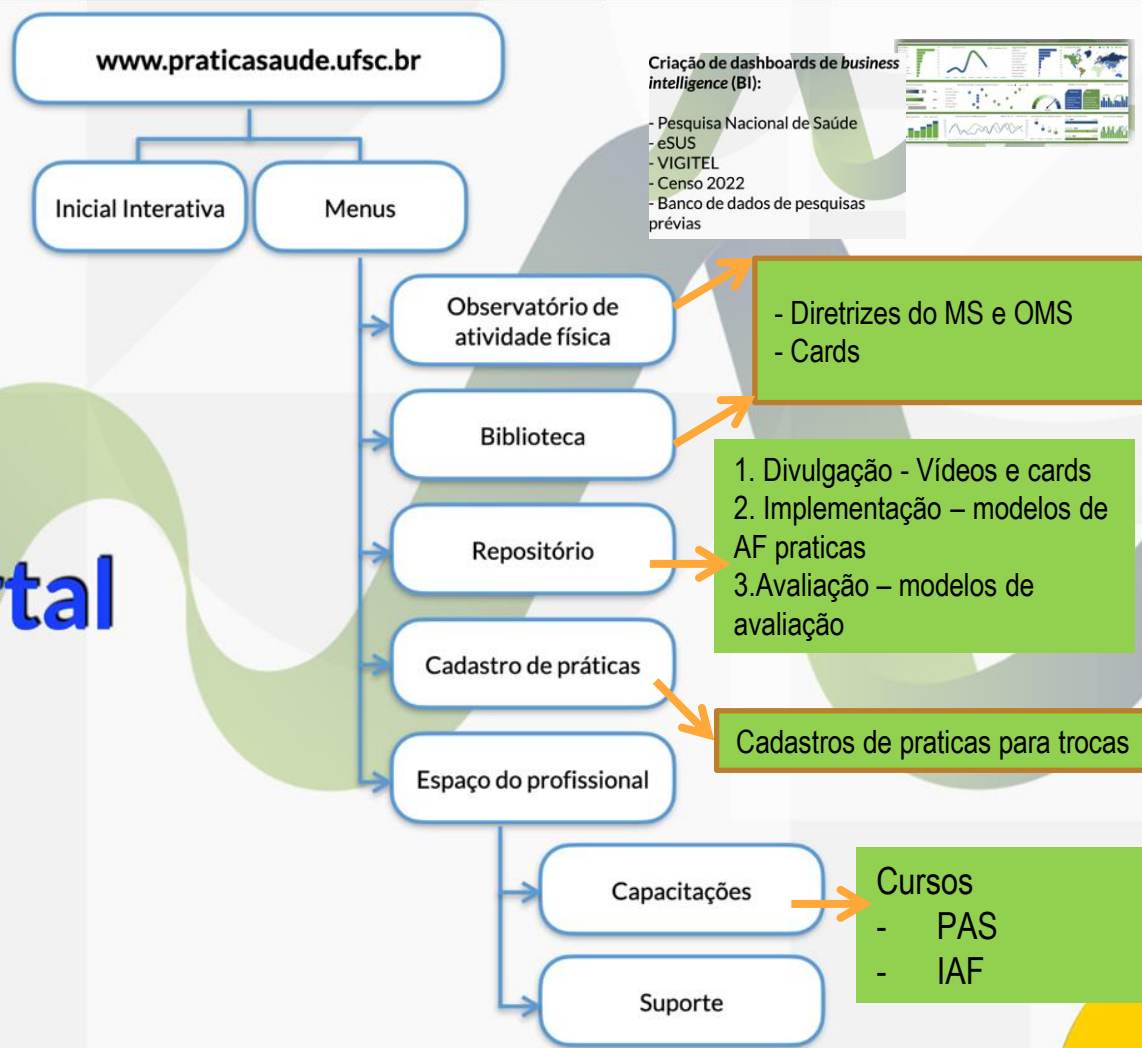 www.praticasaude.ufsc.br
Inicial Interativa
Menus
Criação de dashboards de business
intelligence (BI):
- Pesquisa Nacional de Saúde
- eSUS
- VIGITEL
- Censo 2022
- Banco de dados de pesquisas
prévias
Observatório de
atividade física
- Diretrizes do MS e OMS
- Cards
Biblioteca
Repositório
1. Divulgação - Vídeos e cards
2. Implementação – modelos de
AF praticas
3.Avaliação – modelos de
avaliação
rtal
Cadastro de práticas
Cadastros de praticas para trocas
Espaço do profissional
Capacitações
Cursos
- PAS
- IAF
Suporte